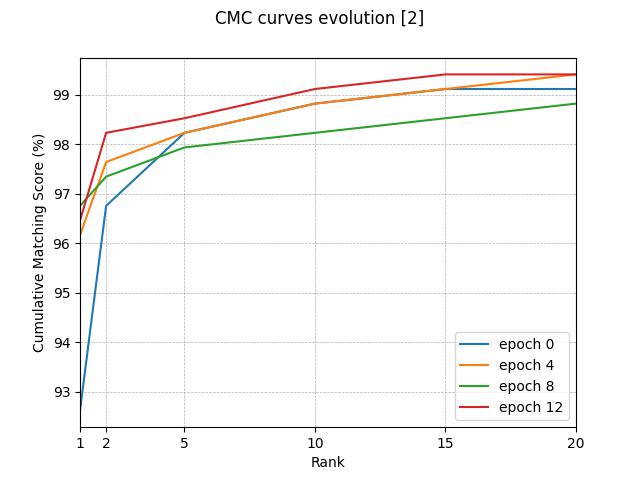 CMC curves evolution [2]
Cumulative Matching Score (%)
99
98
97
96
95
94
93
epoch 0
epoch 4
epoch 8
epoch 12
1 2 5 10 15 20
Rank